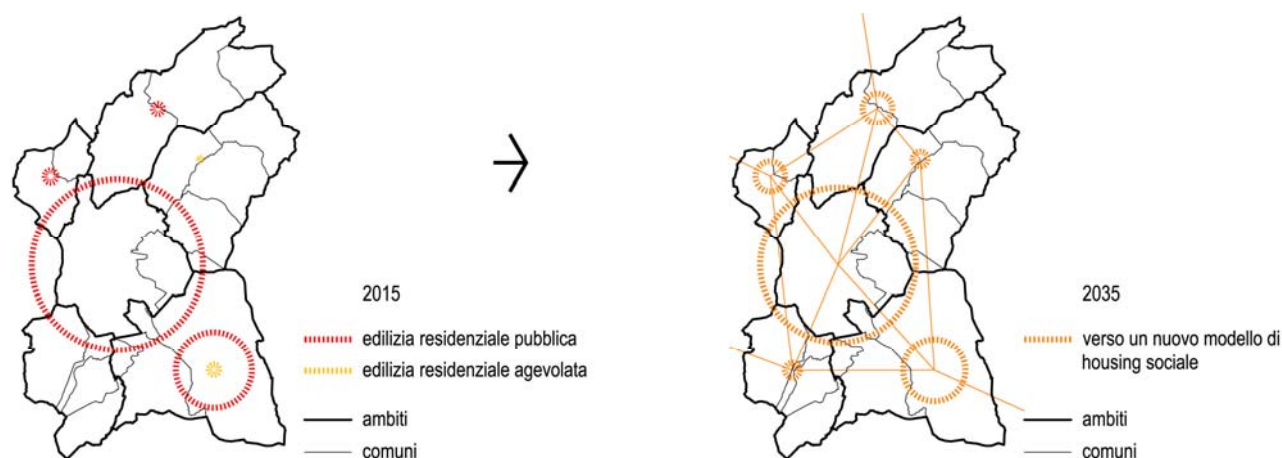 2015
edilizia residenziale pubblica
edilizia residenziale agevolata
ambiti
comuni
2035
verso un nuovo modello di
housing sociale
ambiti
comuni